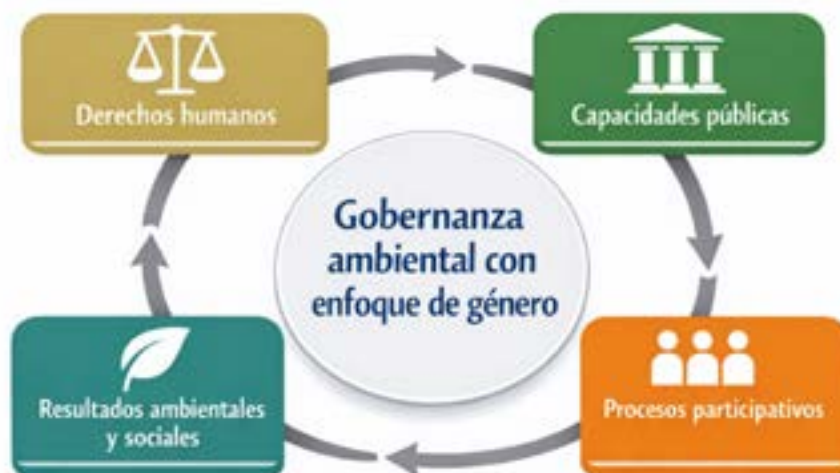 Derechos humanos
Capacidades públicas
Gobernanza
ambiental con
enfoque de género
Resultados ambientales
y sociales
Procesos participativos